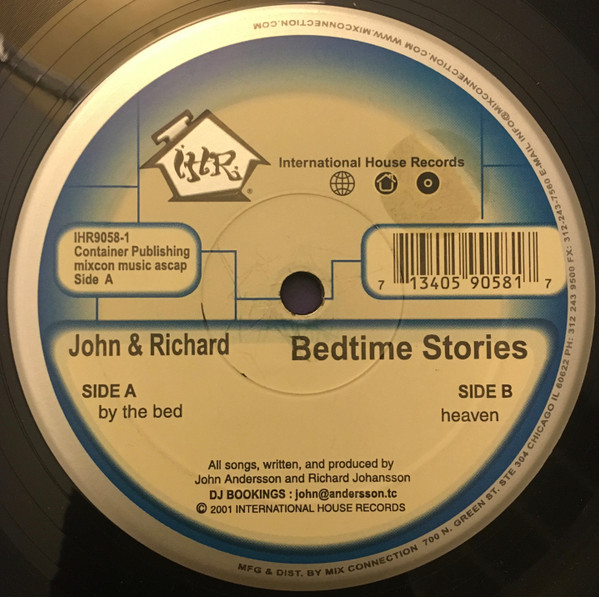 IHR.
®
International House Records
IHR9058-1
Container Publishing
mixcon music ascap
Side A
7 13405 90581 7
John & Richard
Bedtime Stories
SIDE A
by the bed
SIDE B
heaven
All songs, written, and produced by
John Andersson and Richard Johansson
DJ BOOKINGS : john@andersson.tc
© 2001 INTERNATIONAL HOUSE RECORDS
MFG & DIST. BY MIX CONNECTION 700 N. GREEN ST. STE 304 CHICAGO IL 60622 PH: 312 243 9500 FX: 312-243-7560 E-MAIL INFO@MIXCONNECTION.COM WWW.MIXCONNECTION.COM